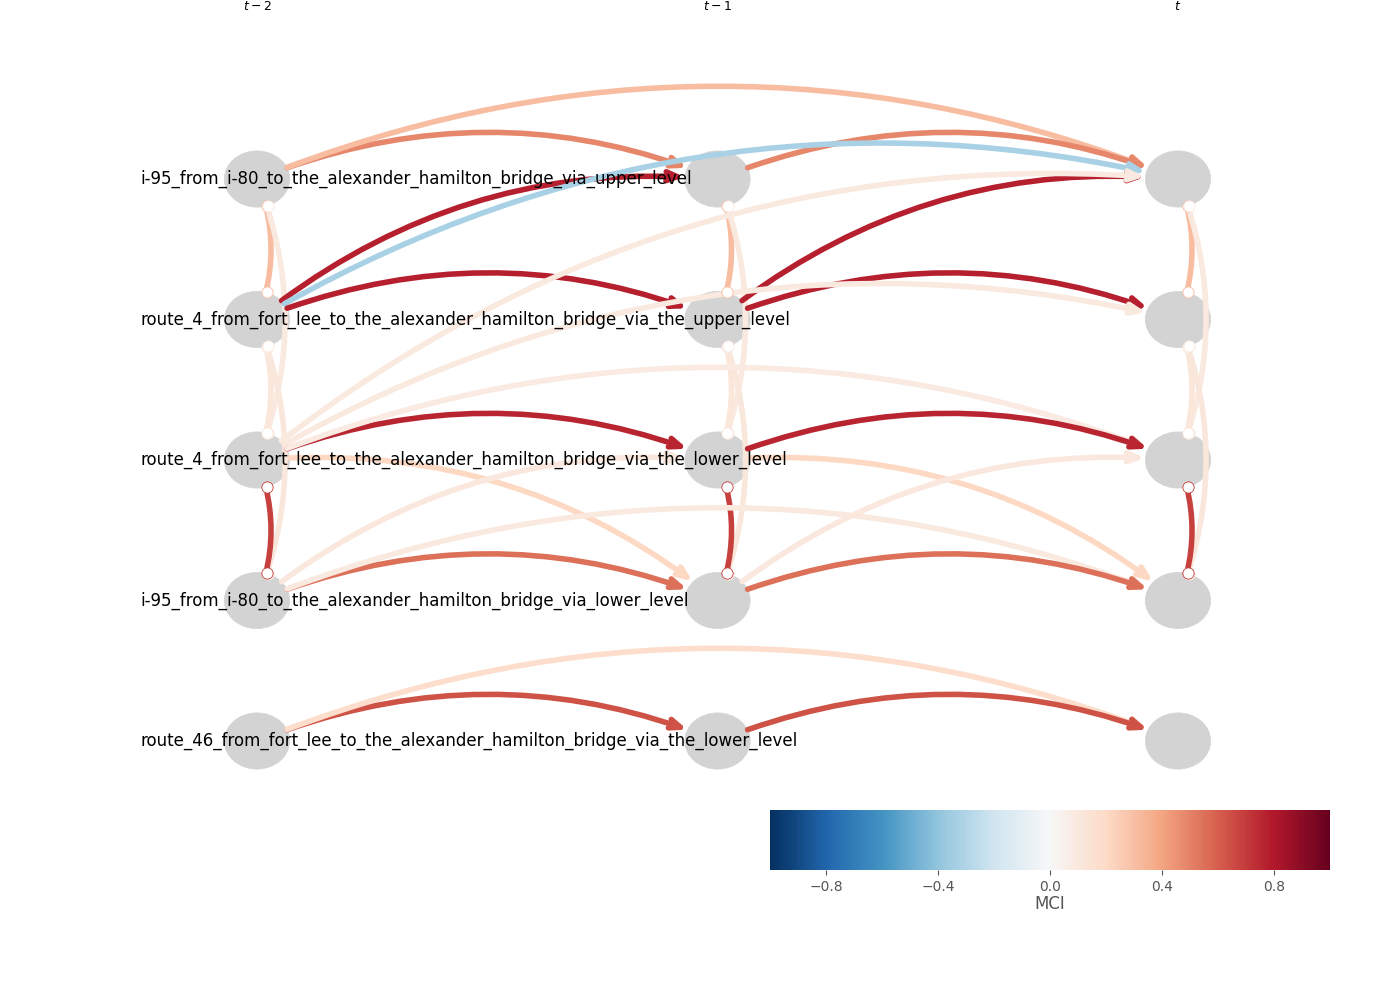 t − 2 t − 1 t
i-95_from_i-80_to_the_alexander_hamilton_bridge_via_upper_level
route_4_from_fort_lee_to_the_alexander_hamilton_bridge_via_the_upper_level
route_4_from_fort_lee_to_the_alexander_hamilton_bridge_via_the_lower_level
i-95_from_i-80_to_the_alexander_hamilton_bridge_via_lower_level
route_46_from_fort_lee_to_the_alexander_hamilton_bridge_via_the_lower_level
−0.8 −0.4 0.0 0.4 0.8
MCI